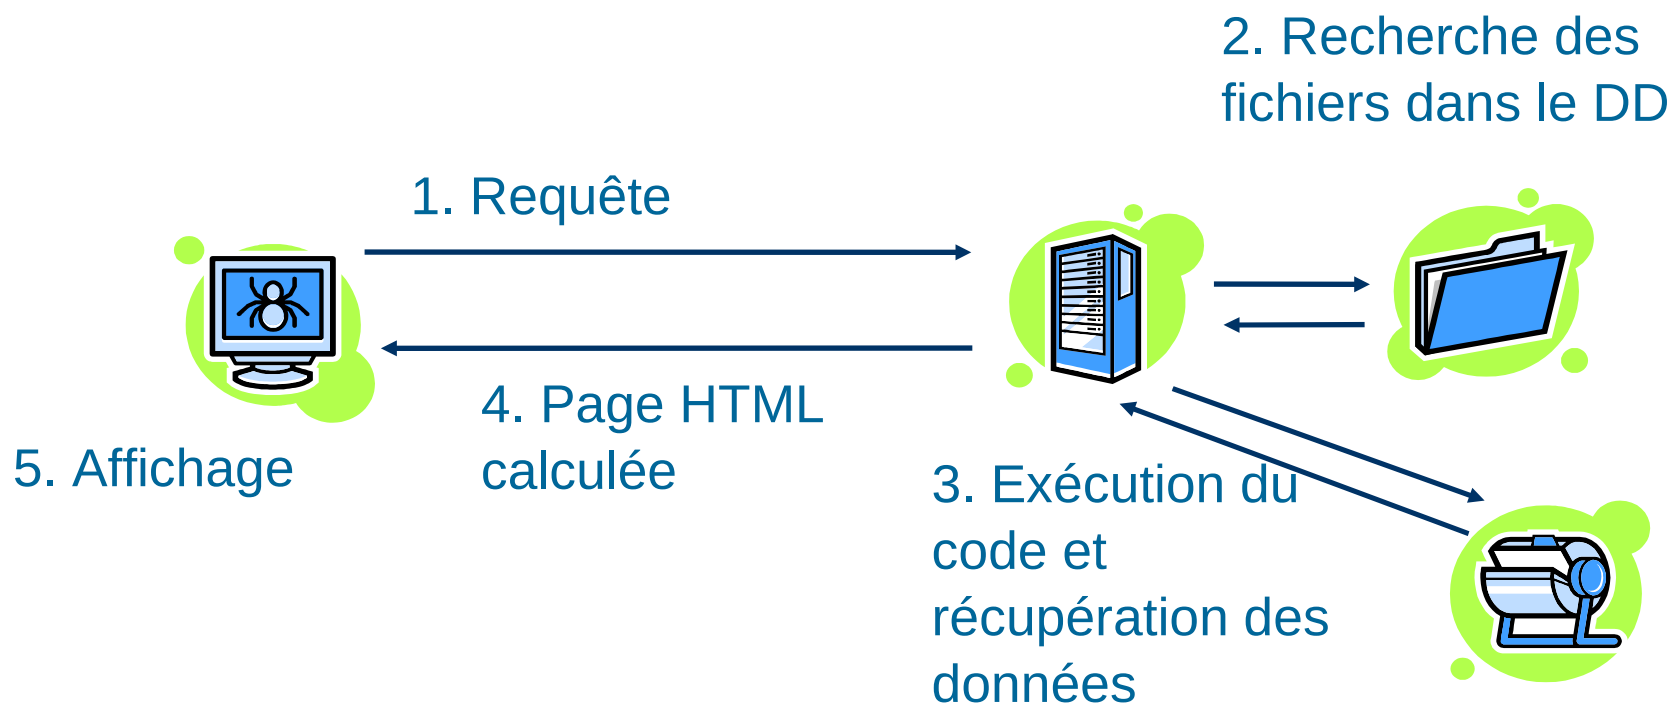 2. Recherche des
fichiers dans le DD
1. Requête
4. Page HTML
calculée
5. Affichage
3. Exécution du
code et
récupération des
données